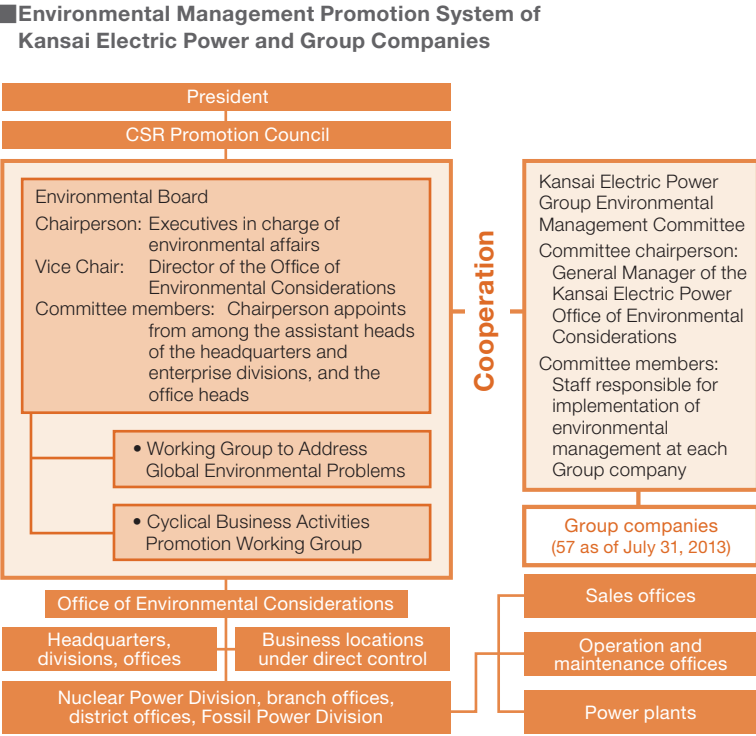 ■Environmental Management Promotion System of
Kansai Electric Power and Group Companies
President
CSR Promotion Council
Environmental Board
Chairperson: Executives in charge of
environmental affairs
Vice Chair: Director of the Office of
Environmental Considerations
Committee members: Chairperson appoints
from among the assistant heads
of the headquarters and
enterprise divisions, and the
office heads
• Working Group to Address
Global Environmental Problems
• Cyclical Business Activities
Promotion Working Group
Cooperation
Kansai Electric Power
Group Environmental
Management Committee
Committee chairperson:
General Manager of the
Kansai Electric Power
Office of Environmental
Considerations
Committee members:
Staff responsible for
implementation of
environmental
management at each
Group company
Group companies
(57 as of July 31, 2013)
Office of Environmental Considerations
Headquarters,
divisions, offices
Business locations
under direct control
Nuclear Power Division, branch offices,
district offices, Fossil Power Division
Sales offices
Operation and
maintenance offices
Power plants